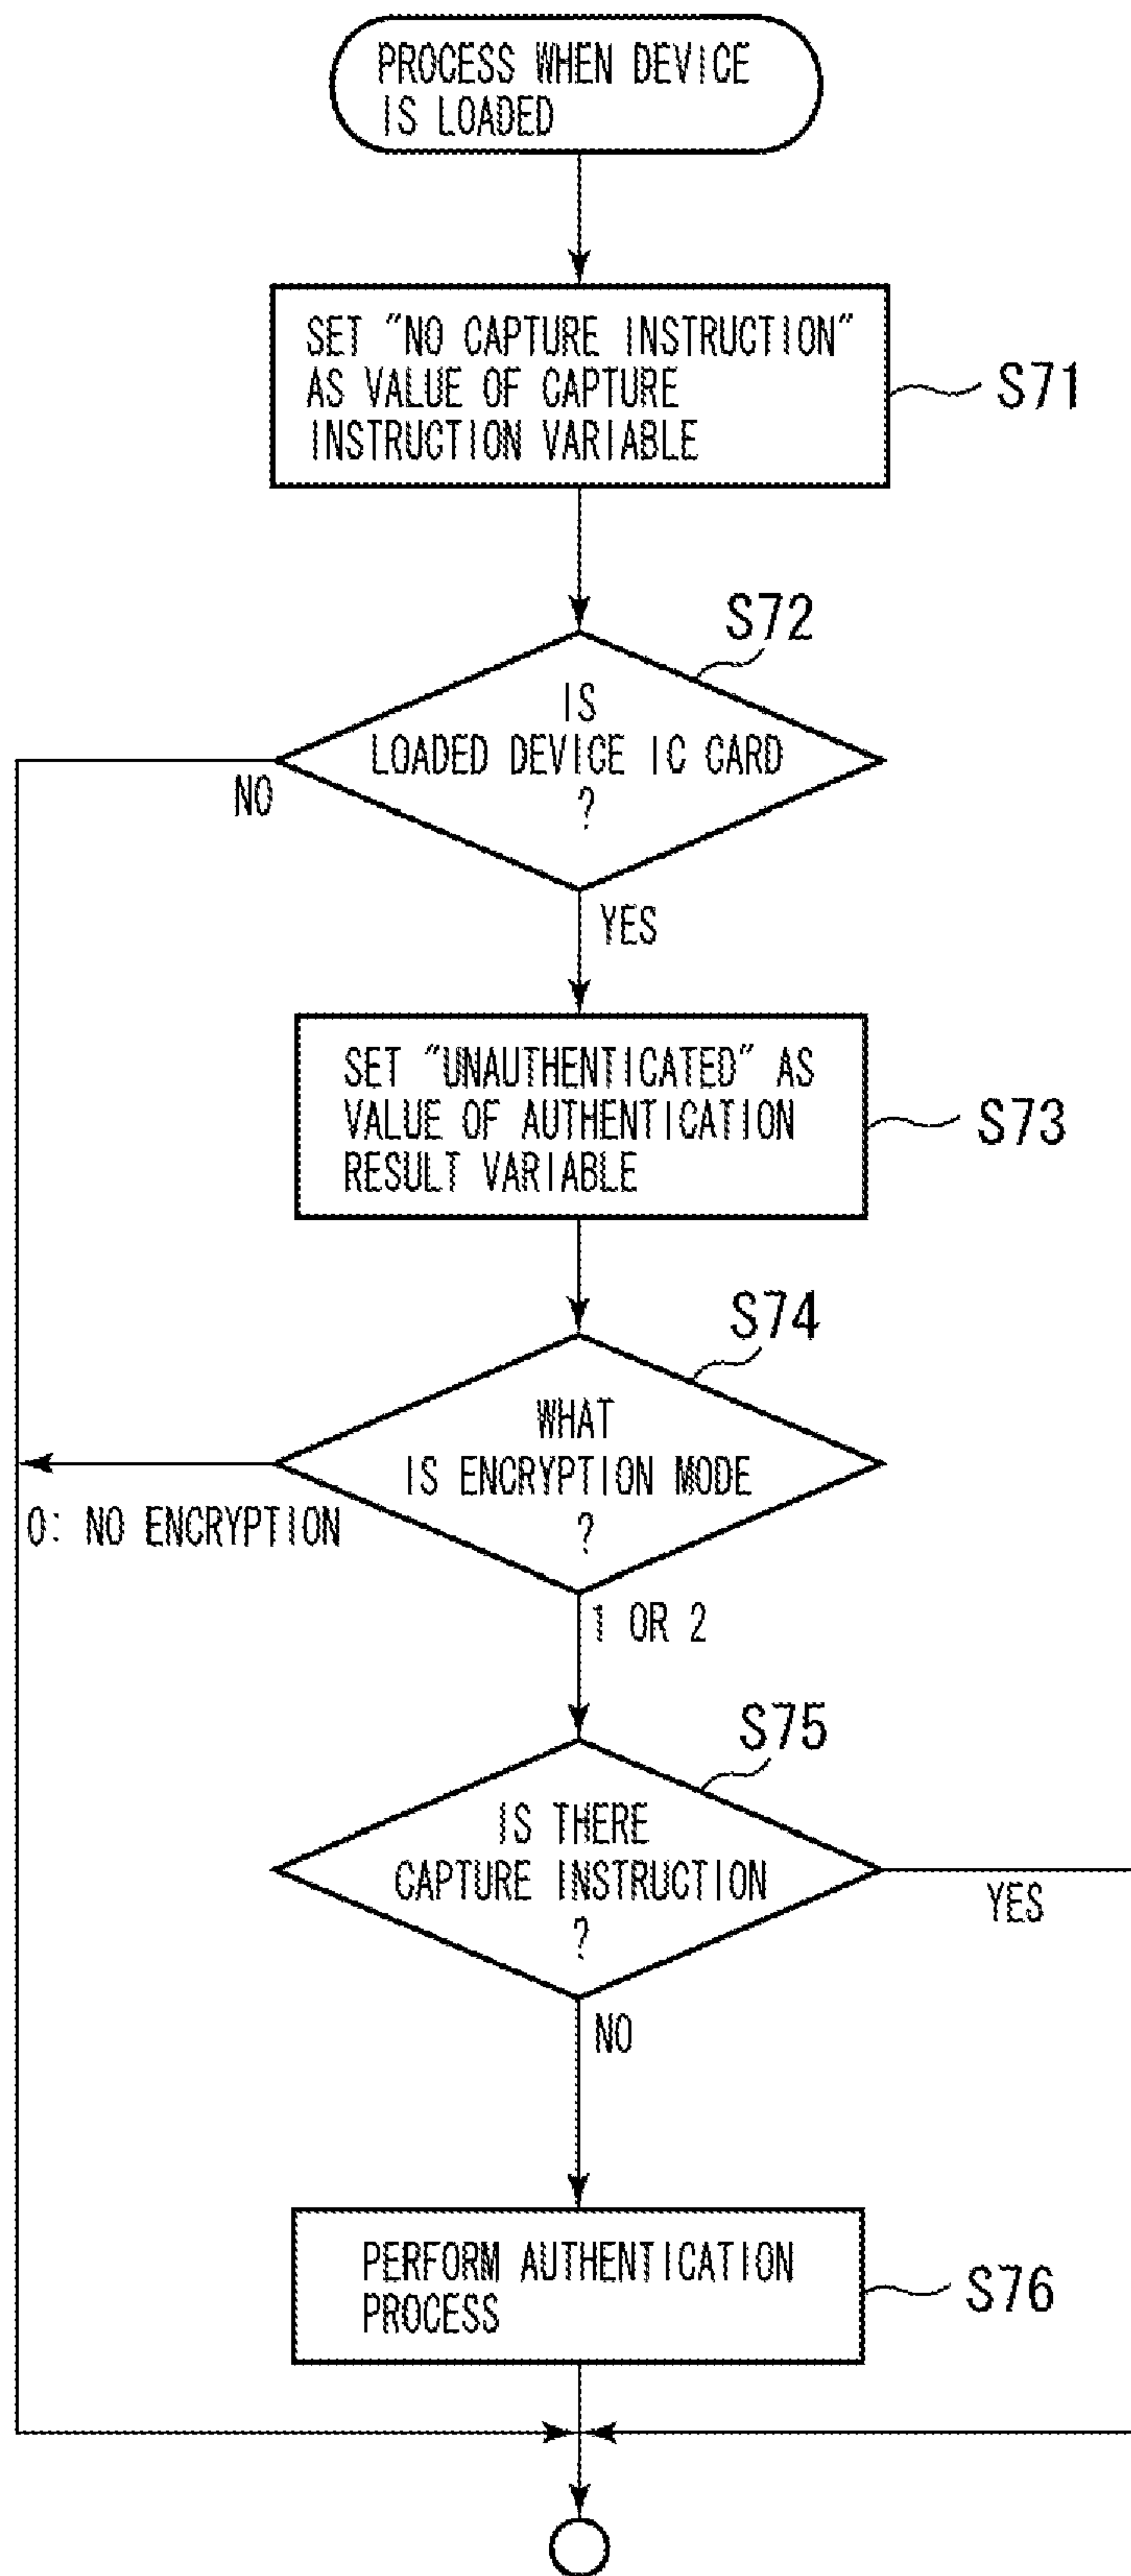 PROCESS WHEN DEVICE
IS LOADED
SET "NO CAPTURE INSTRUCTION"
AS VALUE OF CAPTURE
INSTRUCTION VARIABLE
S71
S72
IS
LOADED DEVICE IC CARD
?
NO
YES
SET "UNAUTHENTICATED" AS
VALUE OF AUTHENTICATION
RESULT VARIABLE
S73
S74
WHAT
IS ENCRYPTION MODE
?
0: NO ENCRYPTION
1 OR 2
S75
IS THERE
CAPTURE INSTRUCTION
?
YES
NO
PERFORM AUTHENTICATION
PROCESS
S76